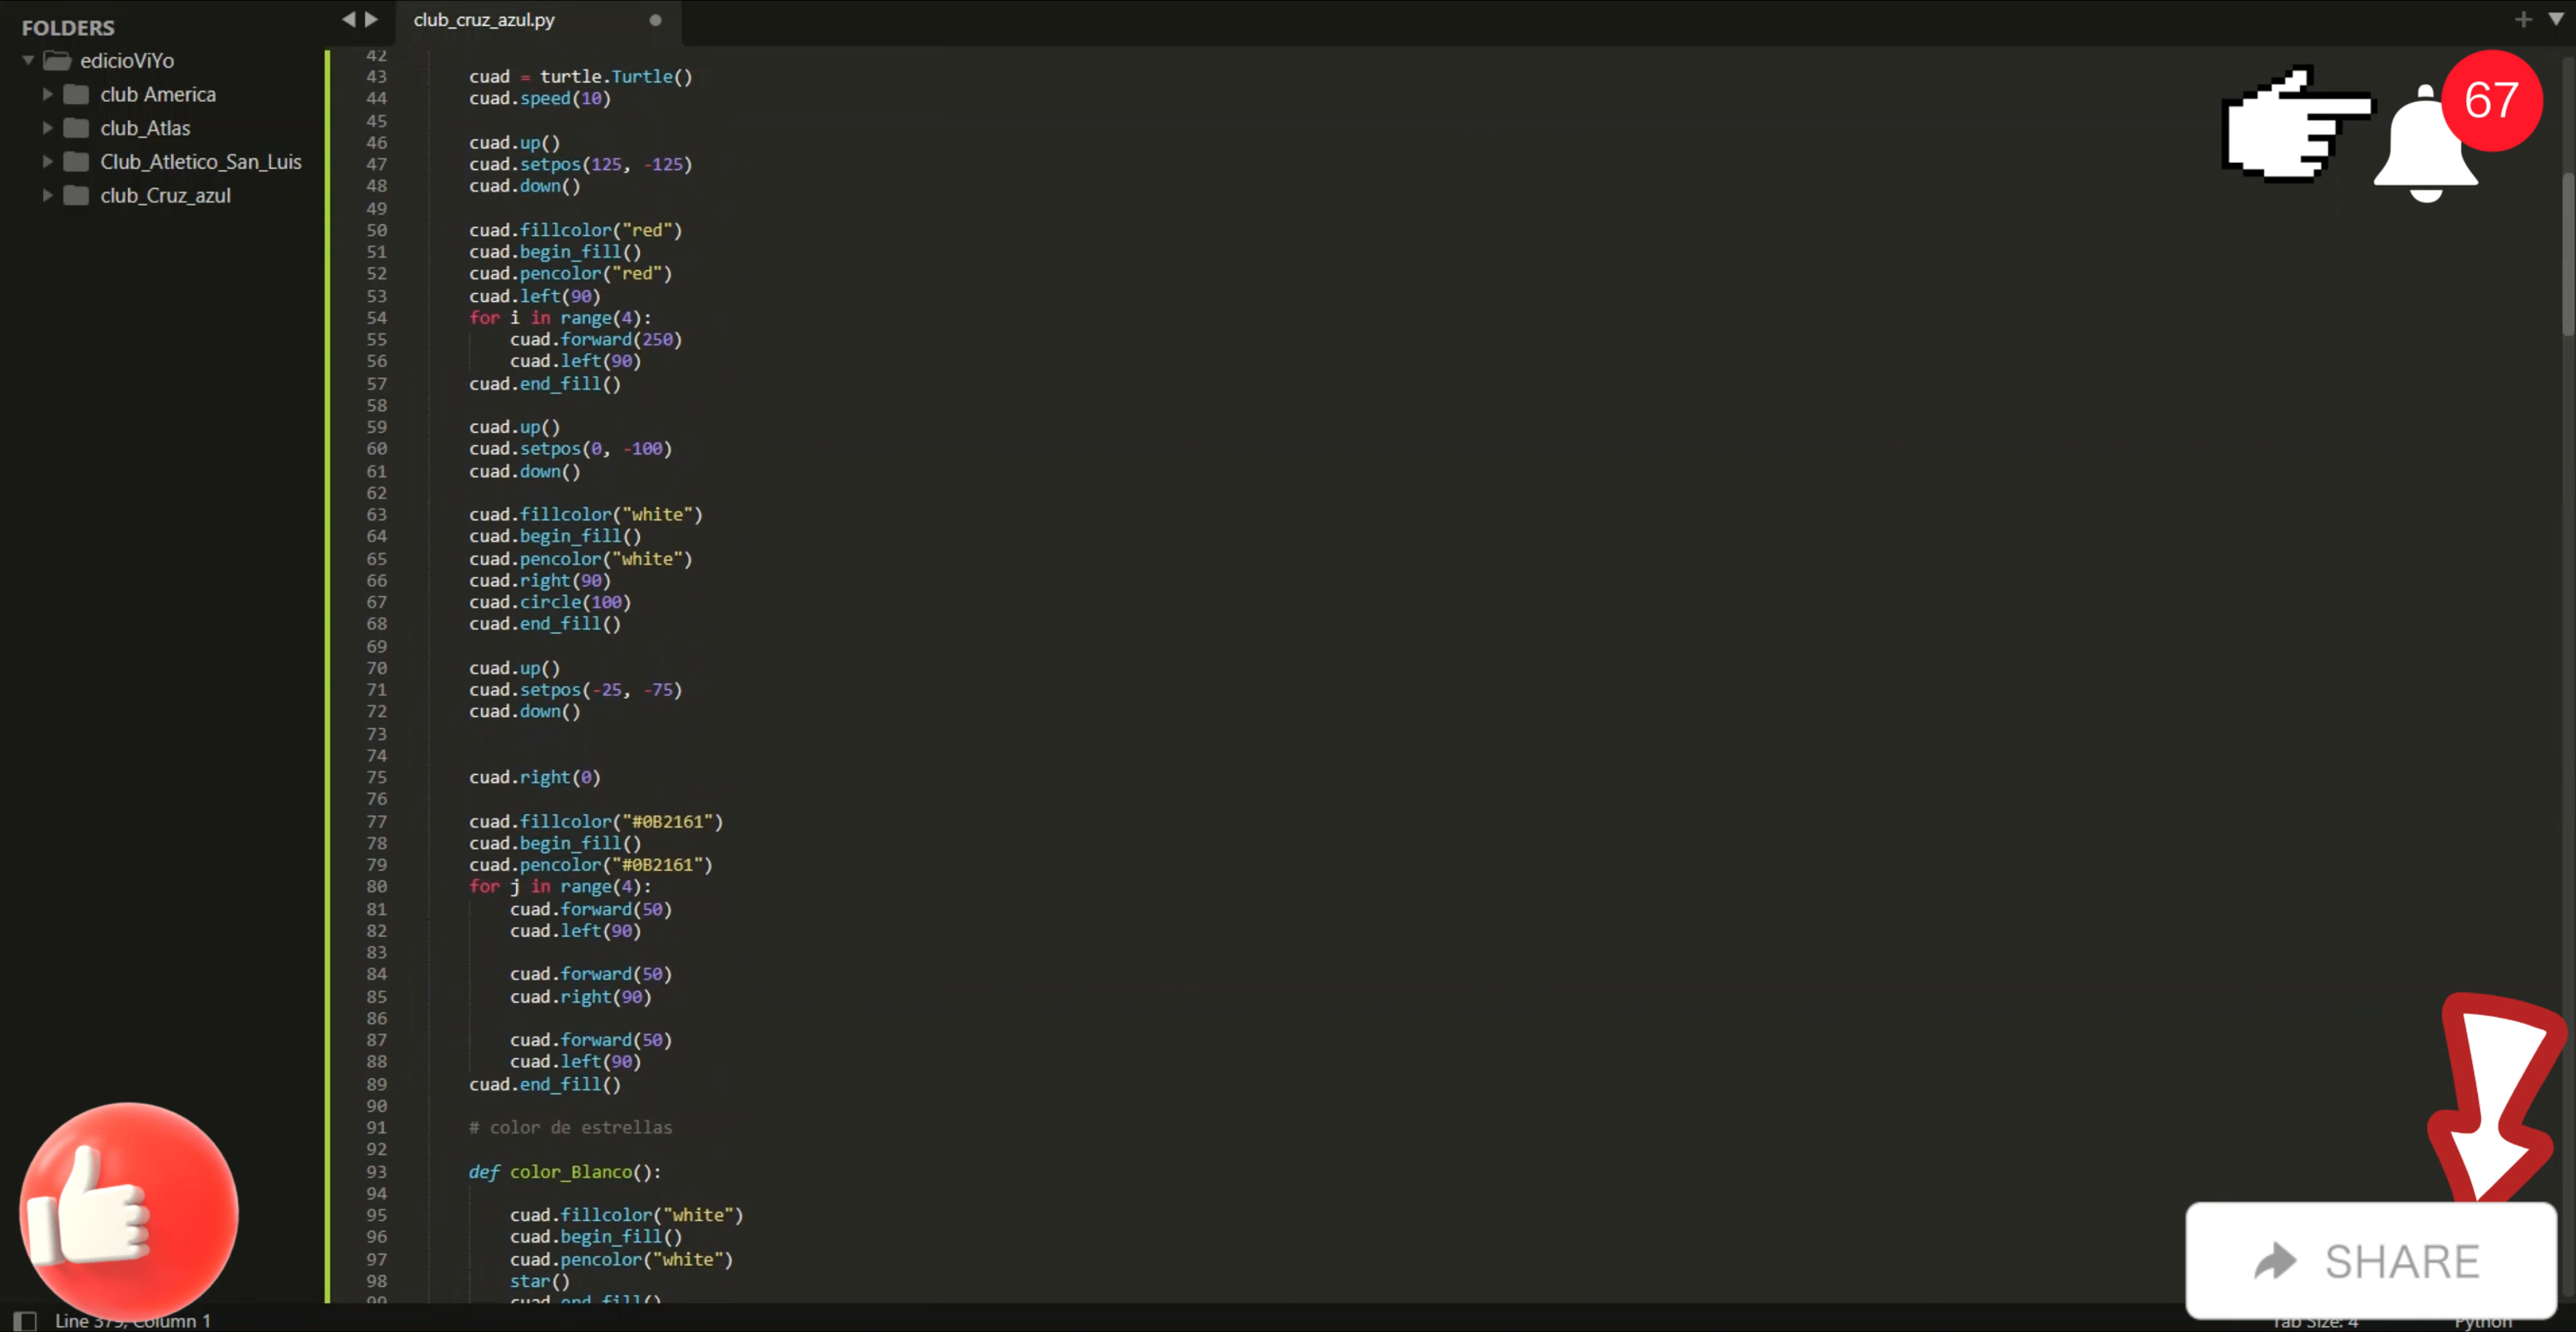 FOLDERS
edicioViYo
club America
club_Atlas
Club_Atletico_San_Luis
club_Cruz_azul
club_cruz_azul.py
67
42
43 cuad = turtle.Turtle()
44 cuad.speed(10)
45
46 cuad.up()
47 cuad.setpos(125, -125)
48 cuad.down()
49
50 cuad.fillcolor("red")
51 cuad.begin_fill()
52 cuad.pencolor("red")
53 cuad.left(90)
54 for i in range(4):
55 cuad.forward(250)
56 cuad.left(90)
57 cuad.end_fill()
58
59 cuad.up()
60 cuad.setpos(0, -100)
61 cuad.down()
62
63 cuad.fillcolor("white")
64 cuad.begin_fill()
65 cuad.pencolor("white")
66 cuad.right(90)
67 cuad.circle(100)
68 cuad.end_fill()
69
70 cuad.up()
71 cuad.setpos(-25, -75)
72 cuad.down()
73
74
75 cuad.right(0)
76
77 cuad.fillcolor("#0B2161")
78 cuad.begin_fill()
79 cuad.pencolor("#0B2161")
80 for j in range(4):
81 cuad.forward(50)
82 cuad.left(90)
83
84 cuad.forward(50)
85 cuad.right(90)
86
87 cuad.forward(50)
88 cuad.left(90)
89 cuad.end_fill()
90
91 # color de estrellas
92
93 def color_Blanco():
94
95 cuad.fillcolor("white")
96 cuad.begin_fill()
97 cuad.pencolor("white")
98 star()
99 cuad.end_fill()
SHARE
Line 379, Column 1
Tab Size: 4
Python